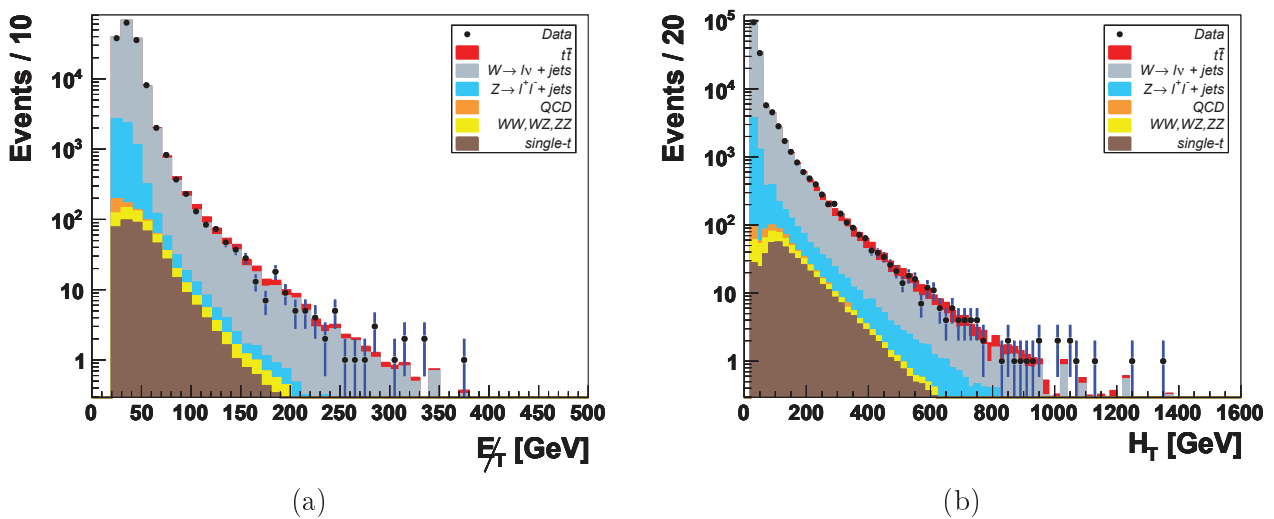 Events / 10
10⁴
10³
10²
10
1
0 50 100 150 200 250 300 350 400 450 500
E̸_T [GeV]
Data
tt̄
W→ lν + jets
Z→ l⁺l⁻ + jets
QCD
WW,WZ,ZZ
single-t
(a)
Events / 20
10⁵
10⁴
10³
10²
10
1
0 200 400 600 800 1000 1200 1400 1600
H_T [GeV]
Data
tt̄
W→ lν + jets
Z→ l⁺l⁻ + jets
QCD
WW,WZ,ZZ
single-t
(b)